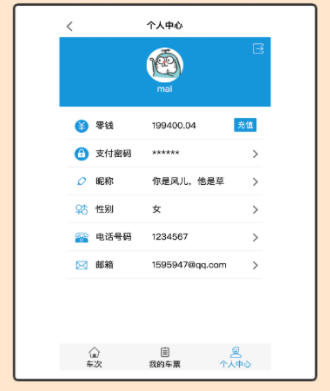 个人中心
mai
零钱 199400.04 充值
支付密码 ******
昵称 你是风儿，他是草
性别 女
电话号码 1234567
邮箱 1595947@qq.com
车次 我的车票 个人中心